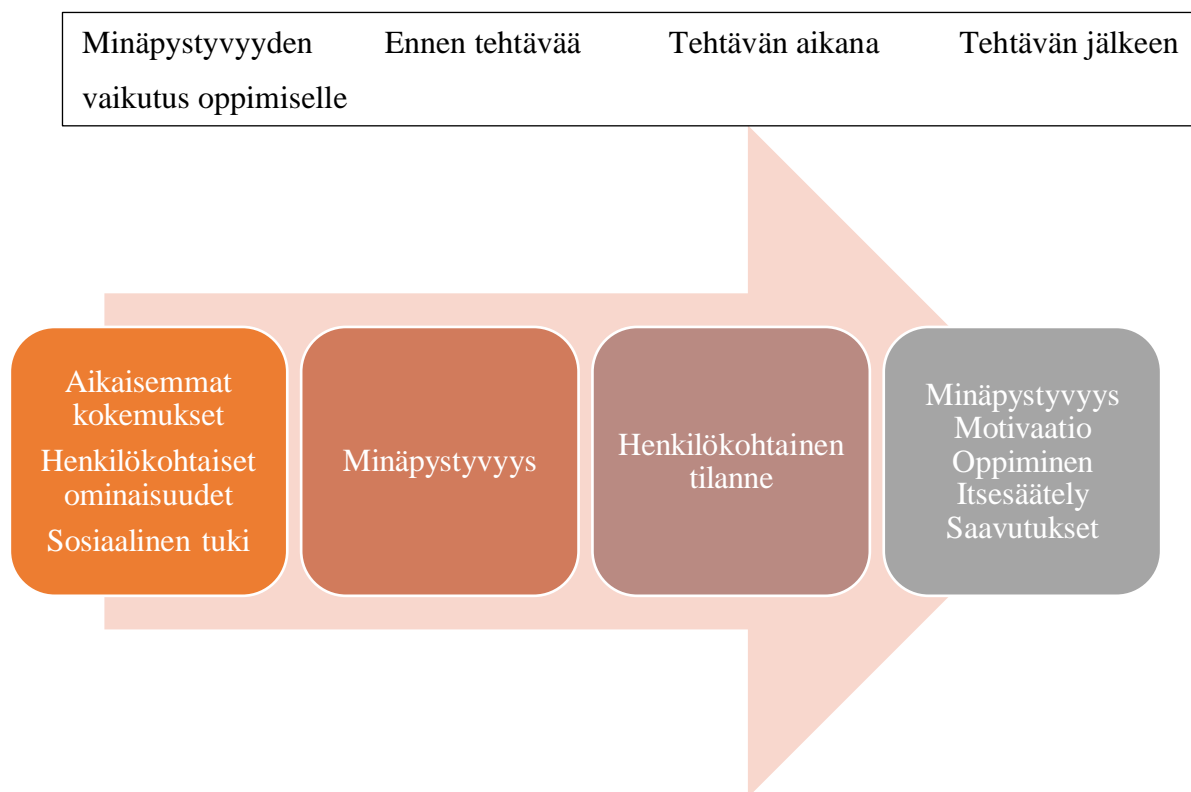 Minäpystyvyyden Ennen tehtävää Tehtävän aikana Tehtävän jälkeen
vaikutus oppimiselle
Aikaisemmat
kokemukset
Henkilökohtaiset
ominaisuudet
Sosiaalinen tuki
Minäpystyvyys
Henkilökohtainen
tilanne
Minäpystyvyys
Motivaatio
Oppiminen
Itsesäätely
Saavutukset